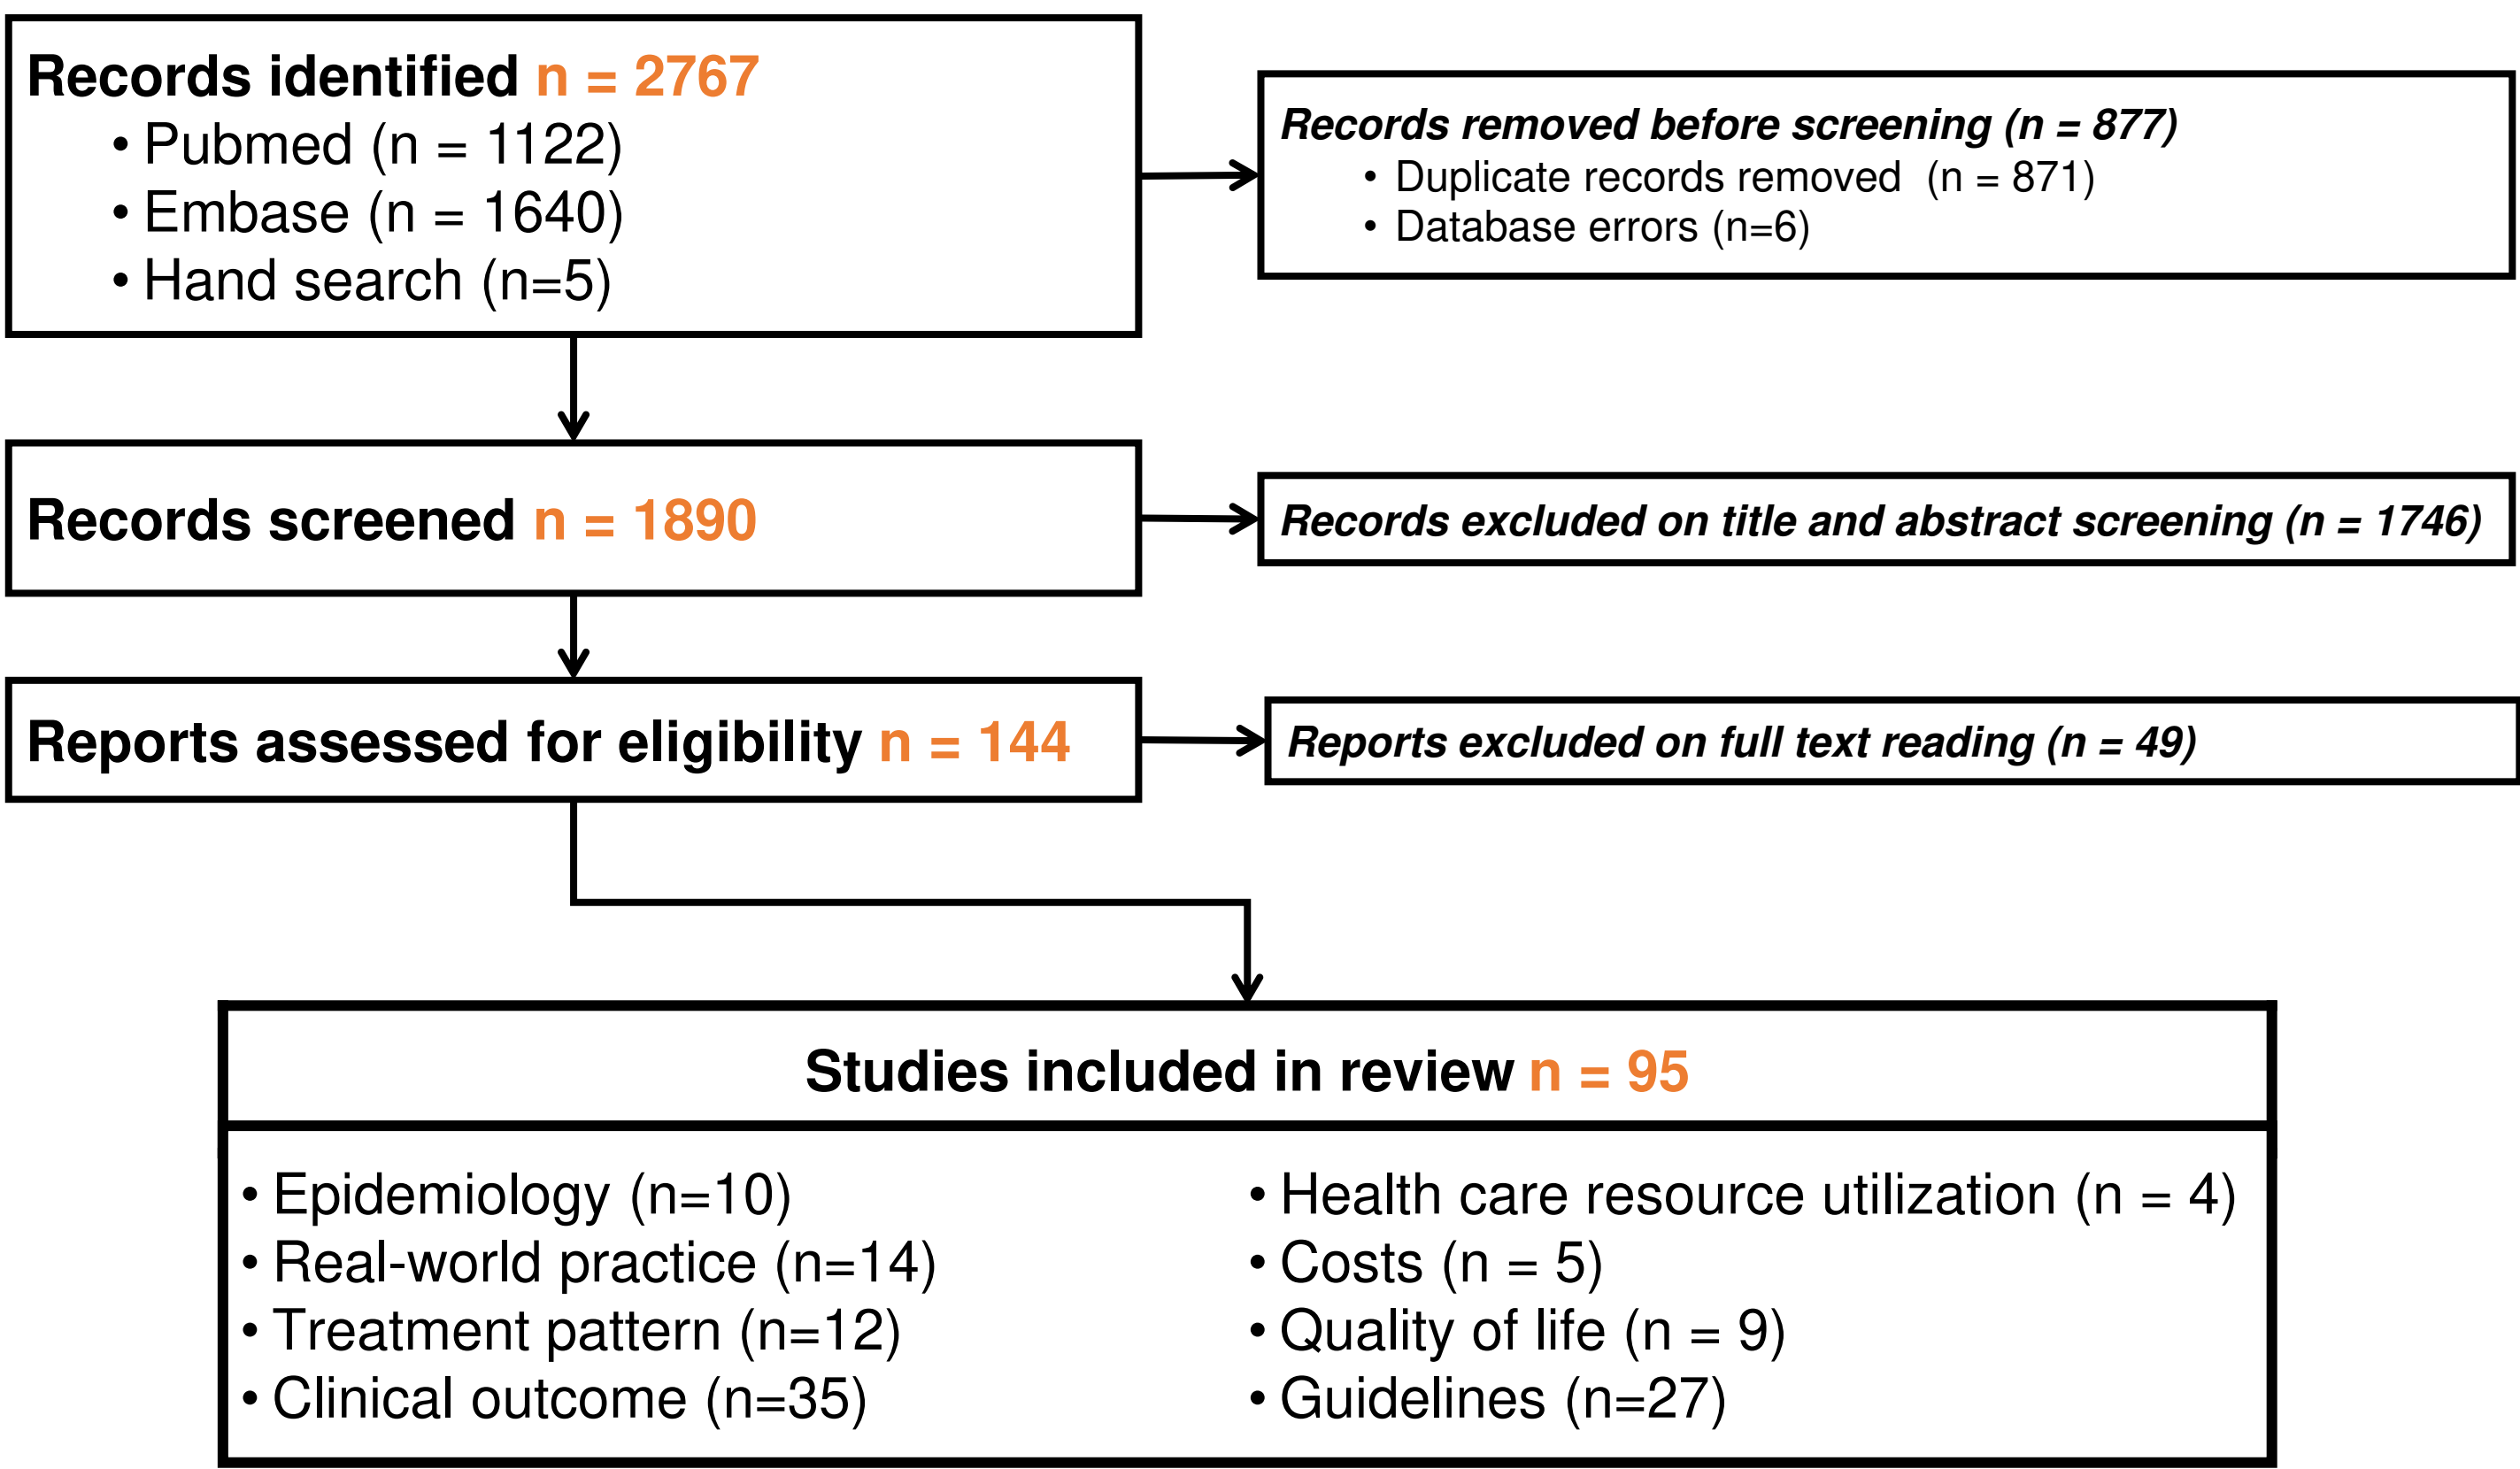 Records identified n = 2767
• Pubmed (n = 1122)
• Embase (n = 1640)
• Hand search (n=5)
Records removed before screening (n = 877)
• Duplicate records removed (n = 871)
• Database errors (n=6)
Records screened n = 1890
Records excluded on title and abstract screening (n = 1746)
Reports assessed for eligibility n = 144
Reports excluded on full text reading (n = 49)
Studies included in review n = 95
• Epidemiology (n=10)
• Real-world practice (n=14)
• Treatment pattern (n=12)
• Clinical outcome (n=35)
• Health care resource utilization (n = 4)
• Costs (n = 5)
• Quality of life (n = 9)
• Guidelines (n=27)